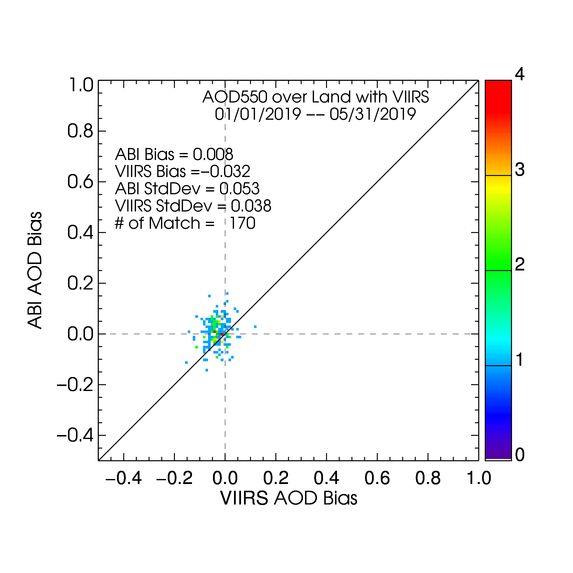 AOD550 over Land with VIIRS
01/01/2019 –– 05/31/2019
ABI Bias = 0.008
VIIRS Bias =−0.032
ABI StdDev = 0.053
VIIRS StdDev = 0.038
# of Match = 170
ABI AOD Bias
1.0
0.8
0.6
0.4
0.2
0.0
−0.2
−0.4
−0.4 −0.2 0.0 0.2 0.4 0.6 0.8 1.0
VIIRS AOD Bias
4
3
2
1
0